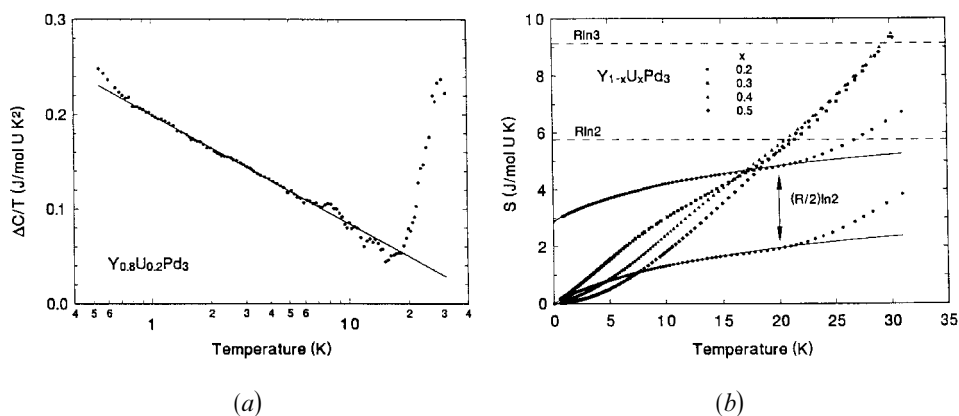 0.3
0.2
0.1
0.0
ΔC/T (J/mol U K²)
Y₀.₈U₀.₂Pd₃
4 5 6 1 2 3 4 5 6 10 2 3 4
Temperature (K)
(a)
10
8
6
4
2
0
S (J/mol U K)
Rln3
Y₁₋ₓUₓPd₃
x
0.2
0.3
0.4
0.5
Rln2
(R/2)ln2
0 5 10 15 20 25 30 35
Temperature (K)
(b)